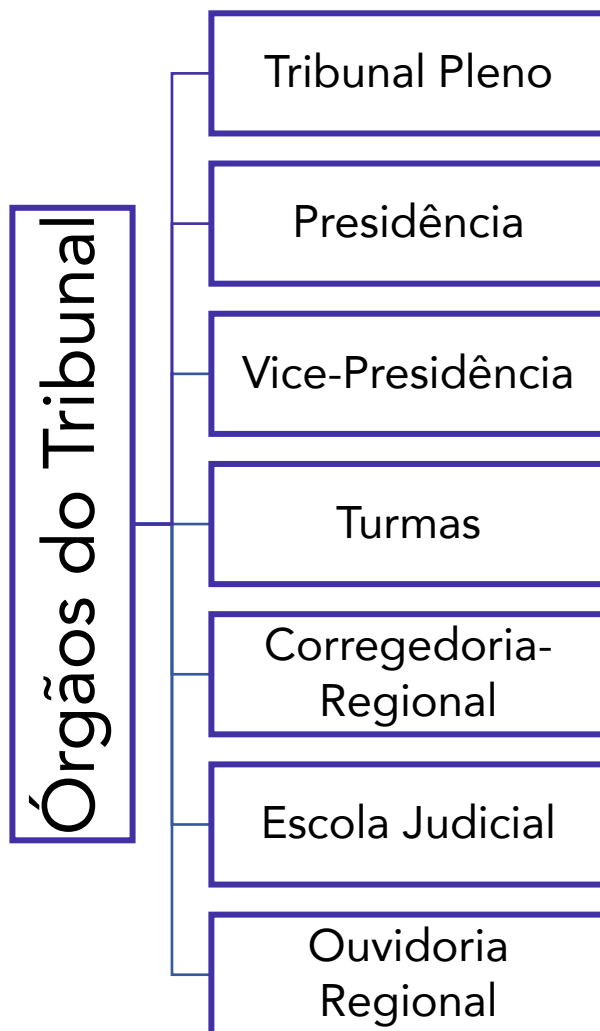 Órgãos do Tribunal
Tribunal Pleno
Presidência
Vice-Presidência
Turmas
Corregedoria-
Regional
Escola Judicial
Ouvidoria
Regional